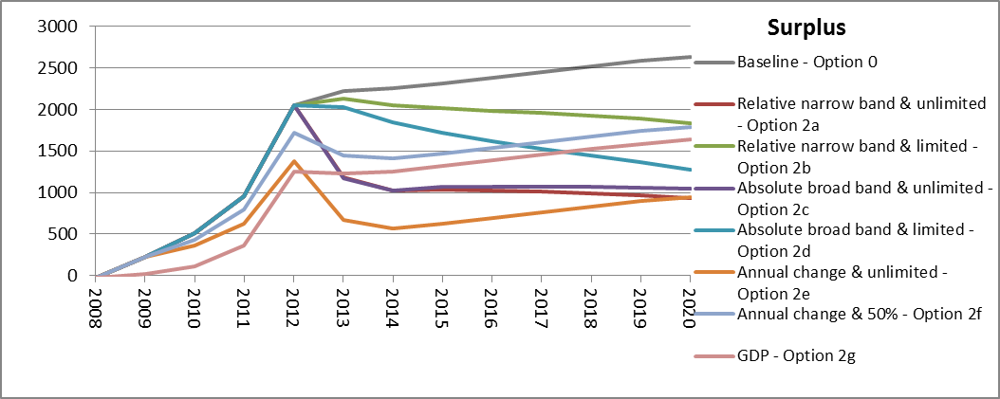 Surplus
3000
2500
2000
1500
1000
500
0
2008
2009
2010
2011
2012
2013
2014
2015
2016
2017
2018
2019
2020
Baseline - Option 0
Relative narrow band & unlimited
- Option 2a
Relative narrow band & limited -
Option 2b
Absolute broad band & unlimited -
Option 2c
Absolute broad band & limited -
Option 2d
Annual change & unlimited -
Option 2e
Annual change & 50% - Option 2f
GDP - Option 2g